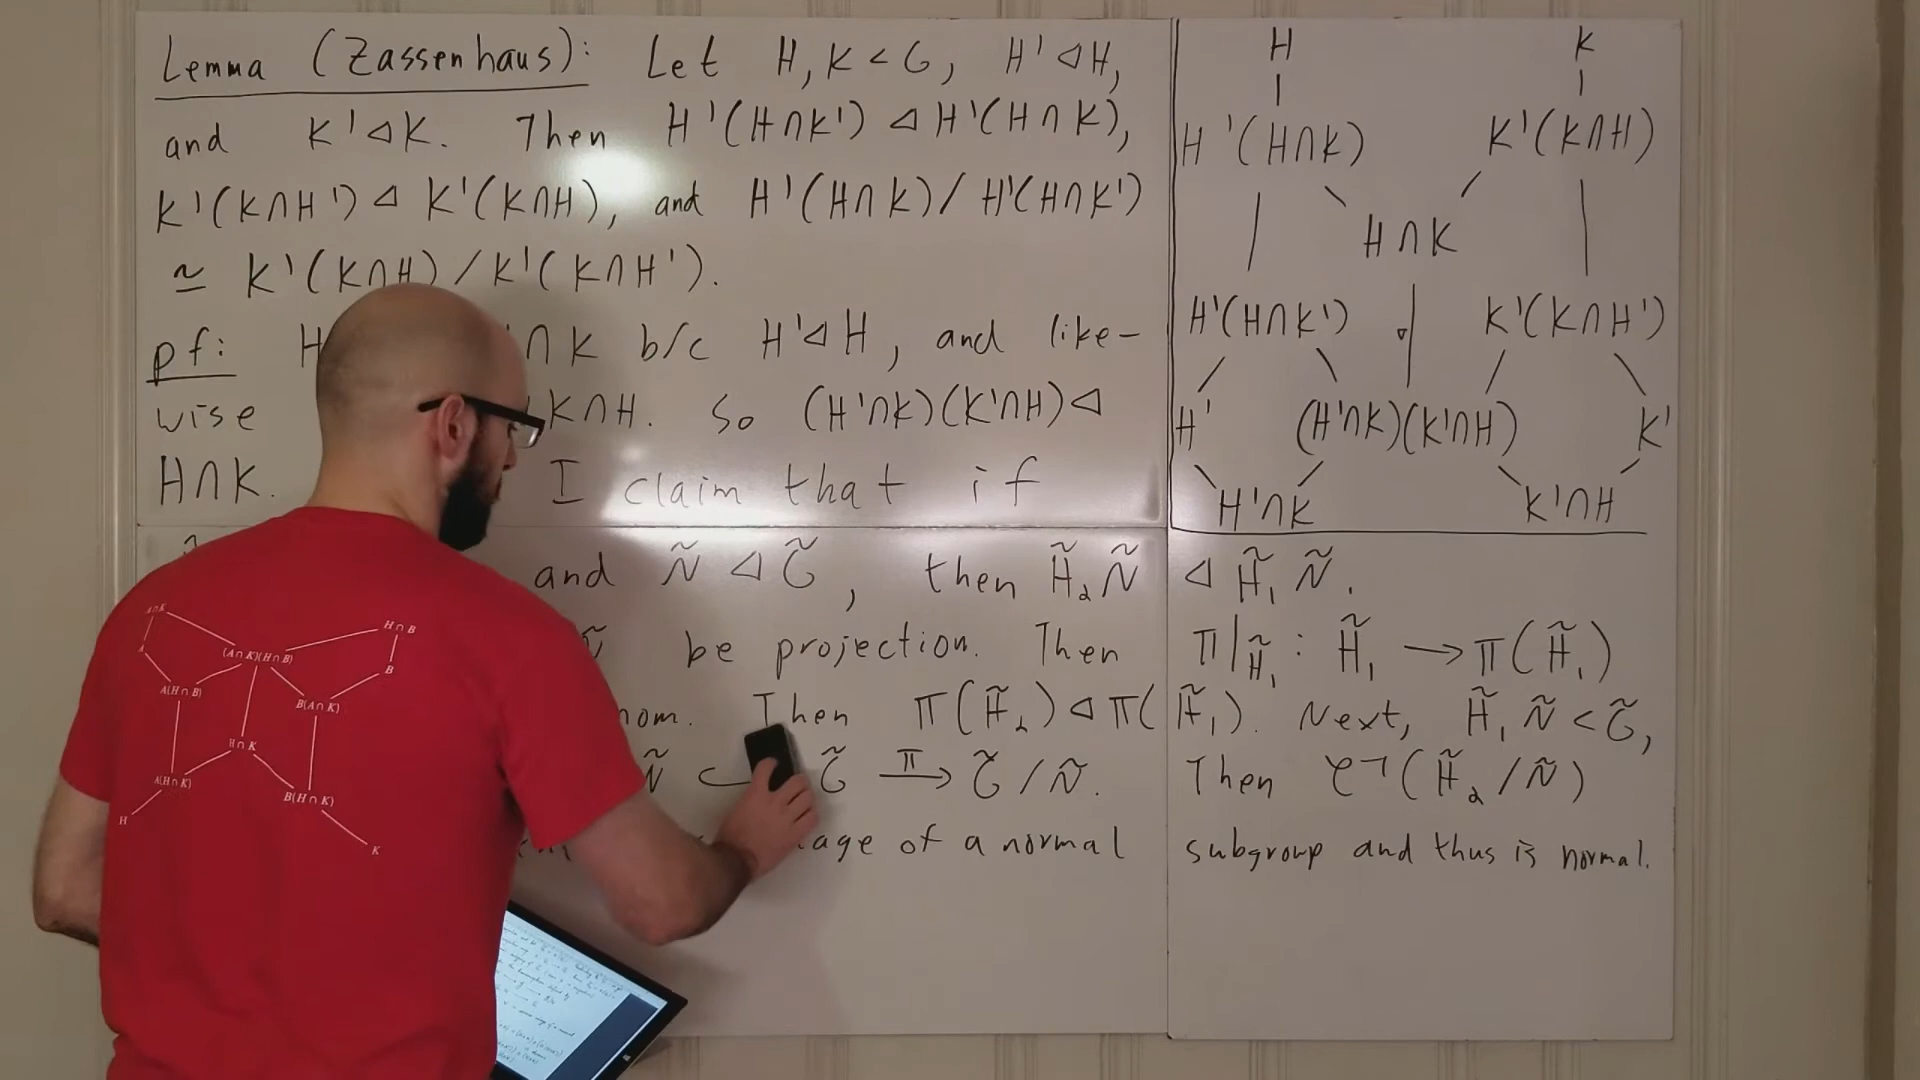 Lemma (Zassenhaus): Let H, K < G, H' ⊲ H,
and K' ⊲ K. Then H'(H∩K') ⊲ H'(H∩K),
K'(K∩H') ⊲ K'(K∩H), and H'(H∩K)/H'(H∩K')
≃ K'(K∩H)/K'(K∩H').
pf: H ∩K b/c H'⊲H, and like-
wise K∩H. So (H'∩K)(K'∩H) ⊲
H∩K. I claim that if
and Ñ ⊲ G̃, then H̃₂Ñ ⊲ H̃₁Ñ.
be projection. Then π|H̃₁ : H̃₁ → π(H̃₁)
hom. Then π(H̃₂) ⊲ π(H̃₁). Next, H̃₁Ñ < G̃,
Ñ G̃ π→ G̃/Ñ. Then φ⁻¹(H̃₂/Ñ)
age of a normal subgroup and thus is normal.
H K
H'(H∩K) K'(K∩H)
H∩K
H'(H∩K') K'(K∩H')
H' (H'∩K)(K'∩H) K'
H'∩K K'∩H
A∩K H∩B
A (A∩K)(H∩B) B
A(H∩B) B(A∩K)
H∩K
A(H∩K) B(H∩K)
H K